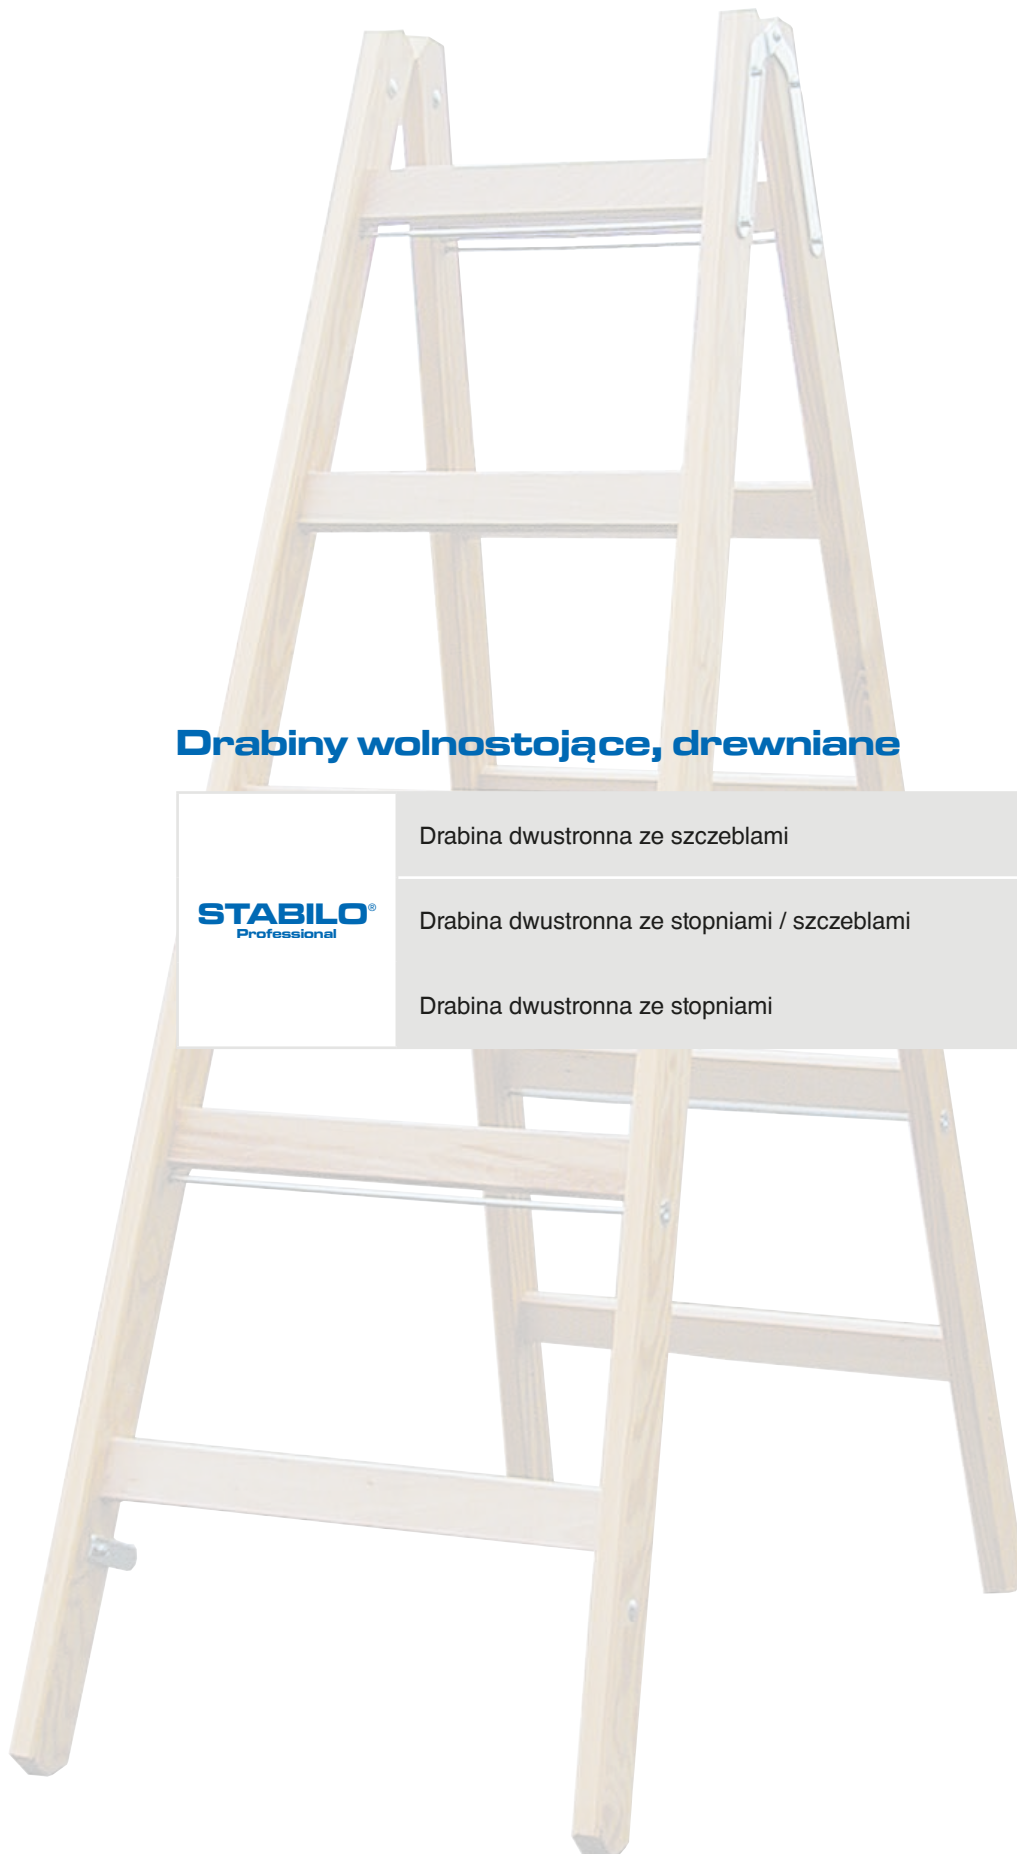 Drabiny wolnostojące, drewniane
Drabina dwustronna ze szczeblami
STABILO®
Professional
Drabina dwustronna ze stopniami / szczeblami
Drabina dwustronna ze stopniami